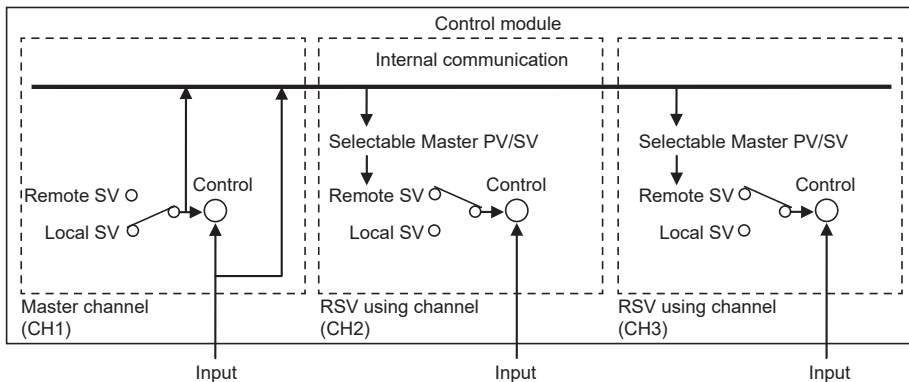 Control module
Internal communication
Selectable Master PV/SV
Selectable Master PV/SV
Remote SV
Control
Local SV
Remote SV
Control
Local SV
Remote SV
Control
Local SV
Master channel
(CH1)
RSV using channel
(CH2)
RSV using channel
(CH3)
Input
Input
Input